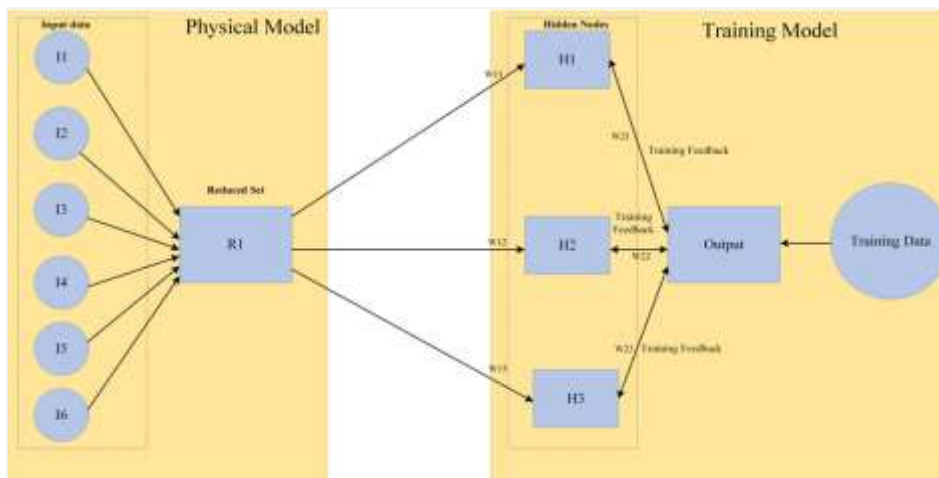 Input data
Physical Model
I1
I2
I3
I4
I5
I6
Reduced Set
R1
W11
W12
W13
Hidden Nodes
Training Model
H1
H2
H3
W21
Training Feedback
Training
Feedback
W22
Training Feedback
Output
Training Data